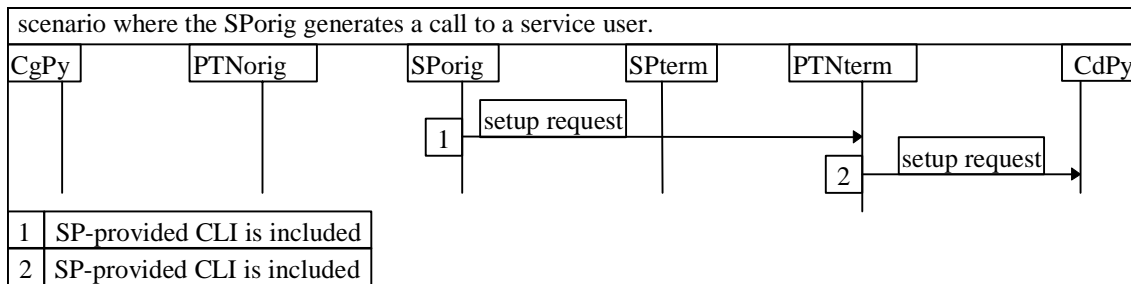 scenario where the SPorig generates a call to a service user.
CgPy PTNorig SPorig SPterm PTNterm CdPy
1 setup request
2 setup request
1 SP-provided CLI is included
2 SP-provided CLI is included